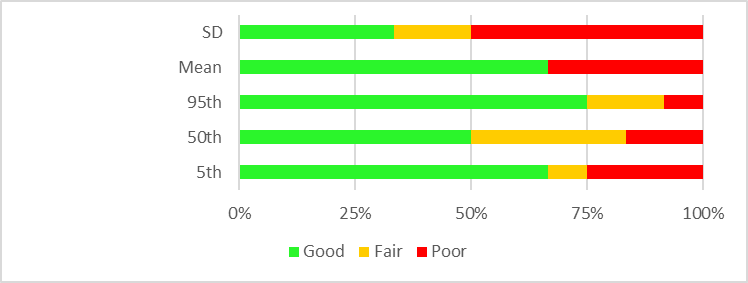 SD
Mean
95th
50th
5th
0% 25% 50% 75% 100%
Good Fair Poor